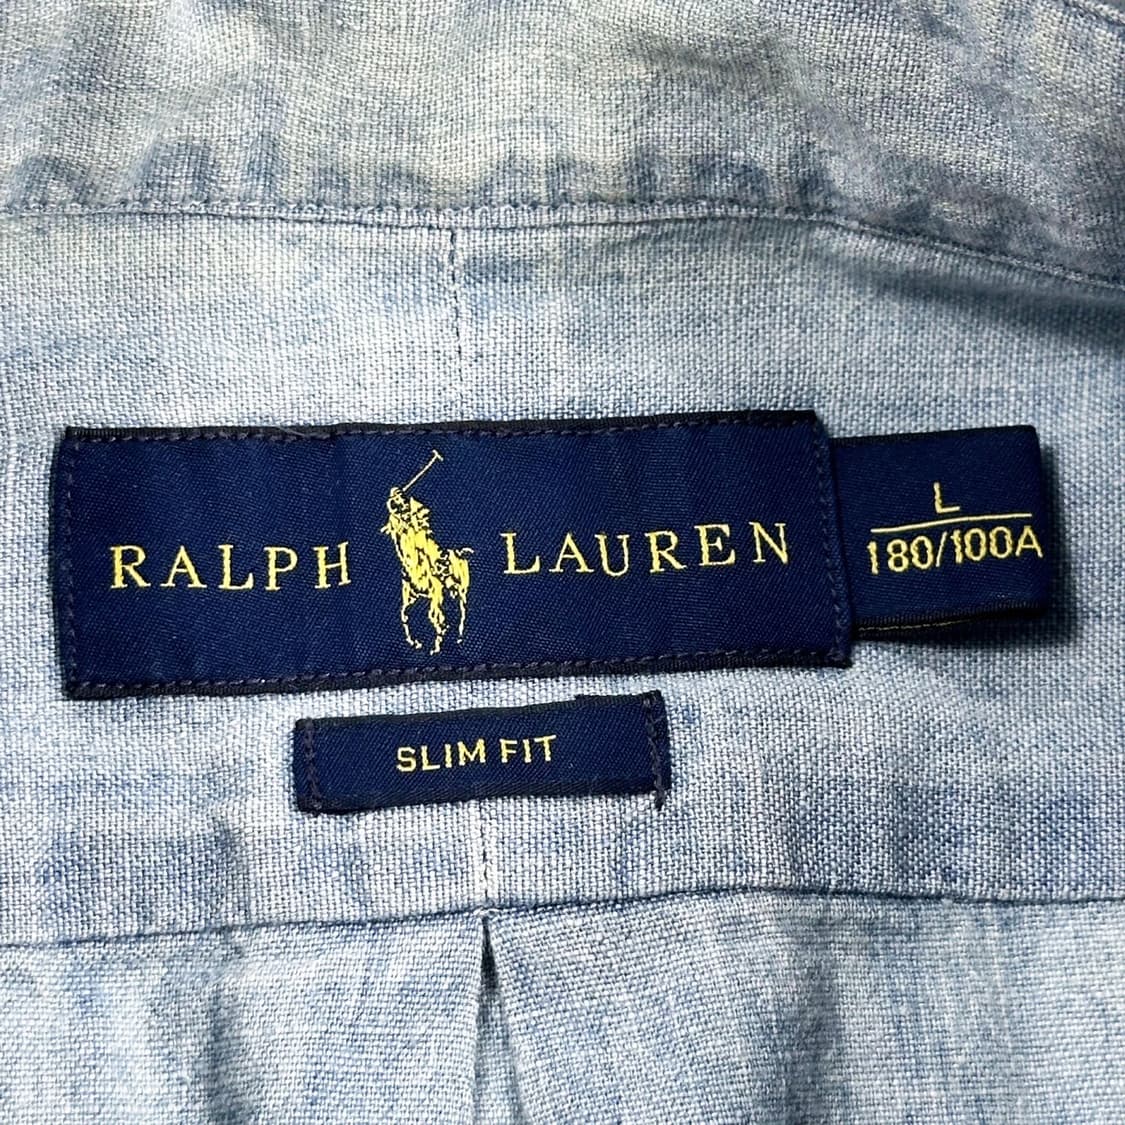 RALPH LAUREN
L
180/100A
SLIM FIT